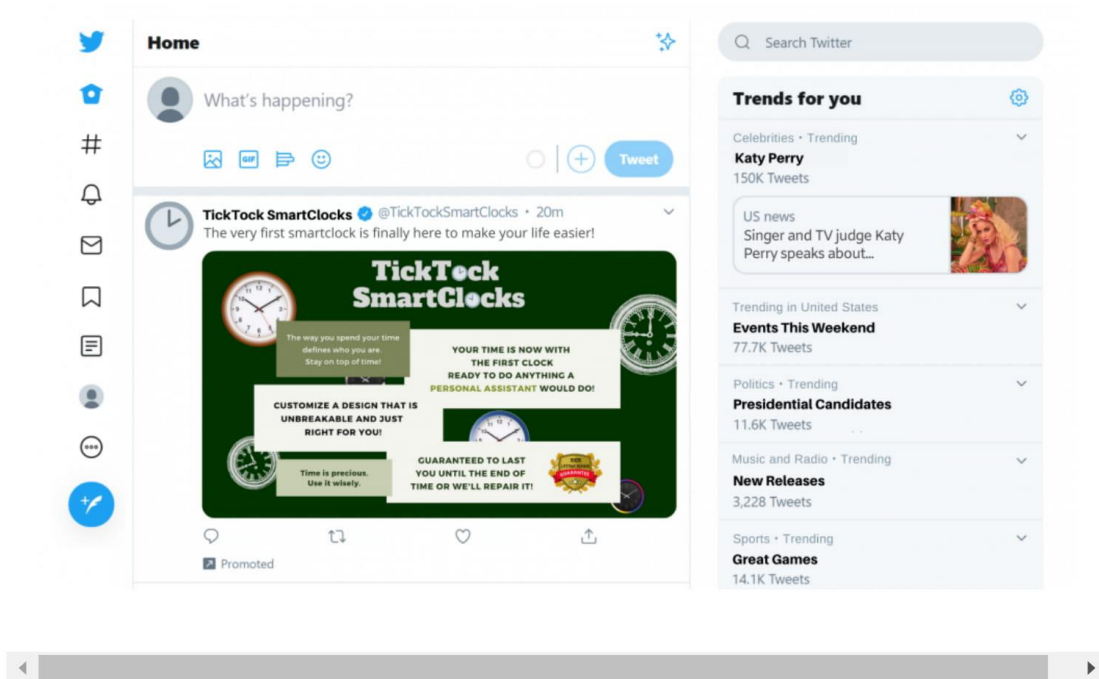 Home
Search Twitter
What's happening?
GIF
Tweet
TickTock SmartClocks @TickTockSmartClocks • 20m
The very first smartclock is finally here to make your life easier!
TickTock
SmartClocks
The way you spend your time
defines who you are.
Stay on top of time!
YOUR TIME IS NOW WITH
THE FIRST CLOCK
READY TO DO ANYTHING A
PERSONAL ASSISTANT WOULD DO!
CUSTOMIZE A DESIGN THAT IS
UNBREAKABLE AND JUST
RIGHT FOR YOU!
GUARANTEED TO LAST
YOU UNTIL THE END OF
TIME OR WE'LL REPAIR IT!
Time is precious.
Use it wisely.
Promoted
Trends for you
Celebrities • Trending
Katy Perry
150K Tweets
US news
Singer and TV judge Katy
Perry speaks about...
Trending in United States
Events This Weekend
77.7K Tweets
Politics • Trending
Presidential Candidates
11.6K Tweets
Music and Radio • Trending
New Releases
3,228 Tweets
Sports • Trending
Great Games
14.1K Tweets